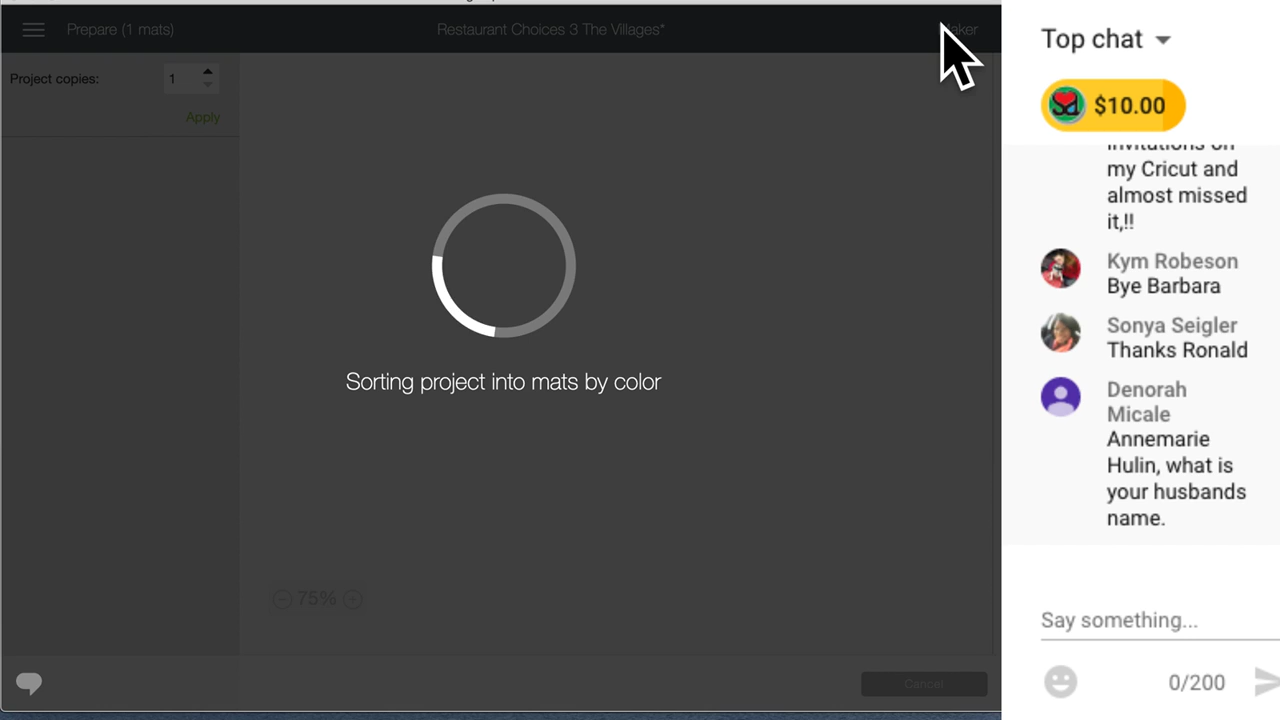 Prepare (1 mats)
Restaurant Choices 3 The Villages*
Project copies:
1
Apply
Sorting project into mats by color
75%
Cancel
Top chat
$10.00
invitations on
my Cricut and
almost missed
it,!!
Kym Robeson
Bye Barbara
Sonya Seigler
Thanks Ronald
Denorah
Micale
Annemarie
Hulin, what is
your husbands
name.
Say something...
0/200